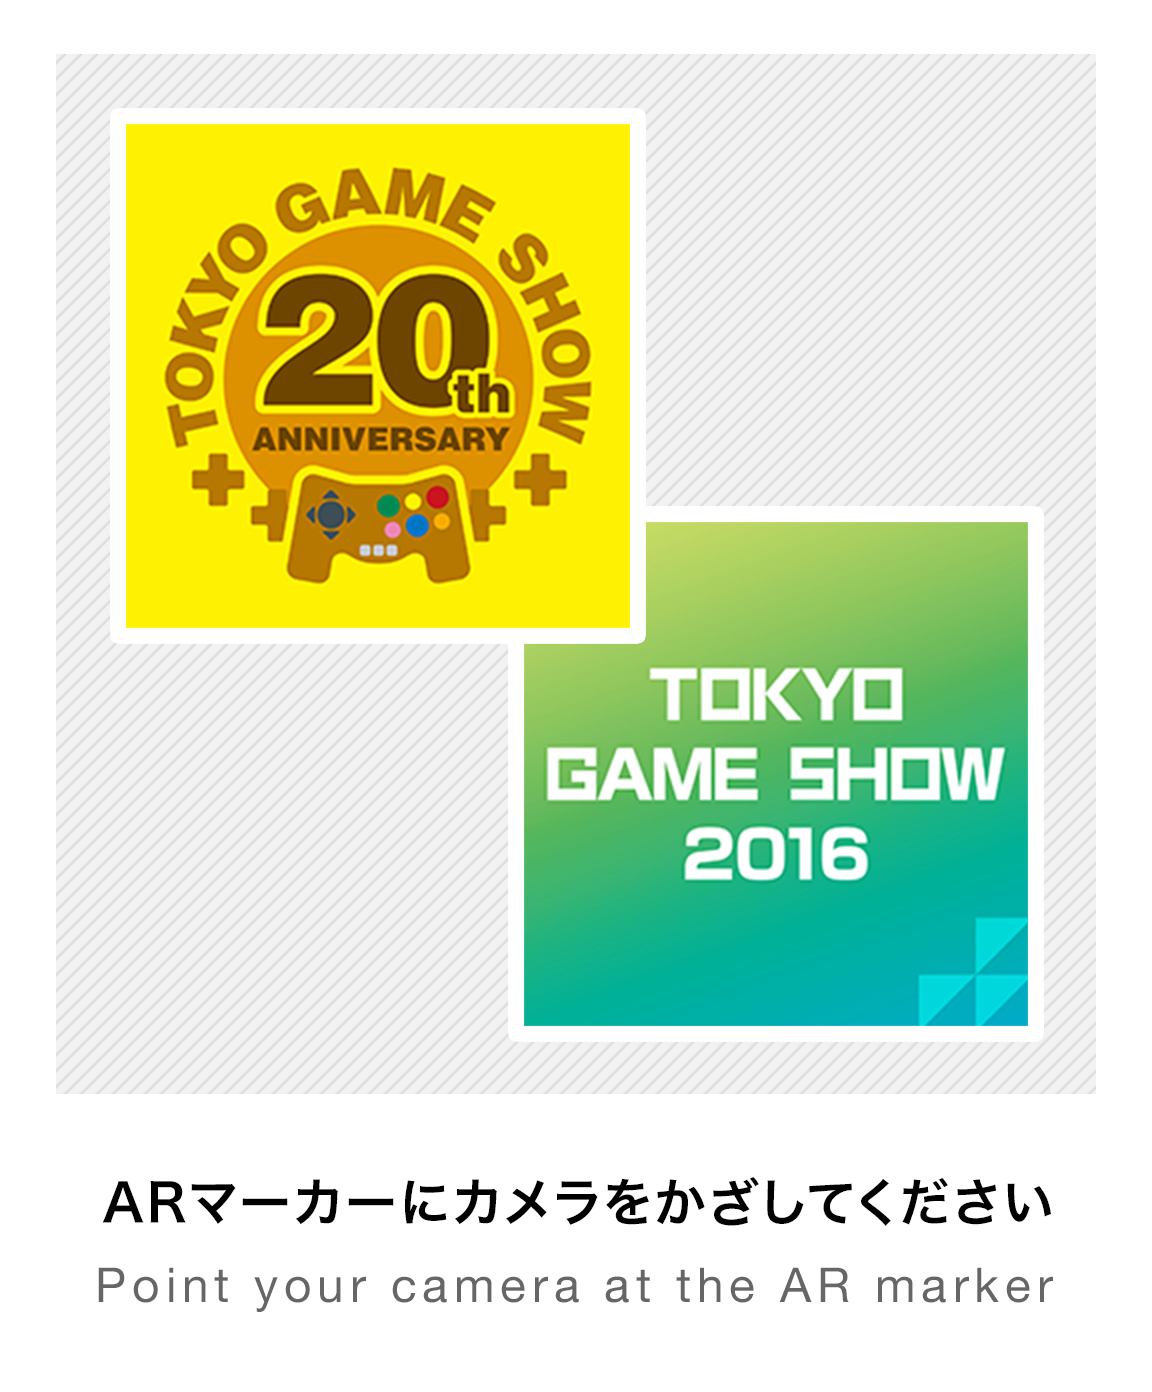 TOKYO GAME SHOW
20th
ANNIVERSARY
TOKYO
GAME SHOW
2016
ARマーカーにカメラをかざしてください
Point your camera at the AR marker